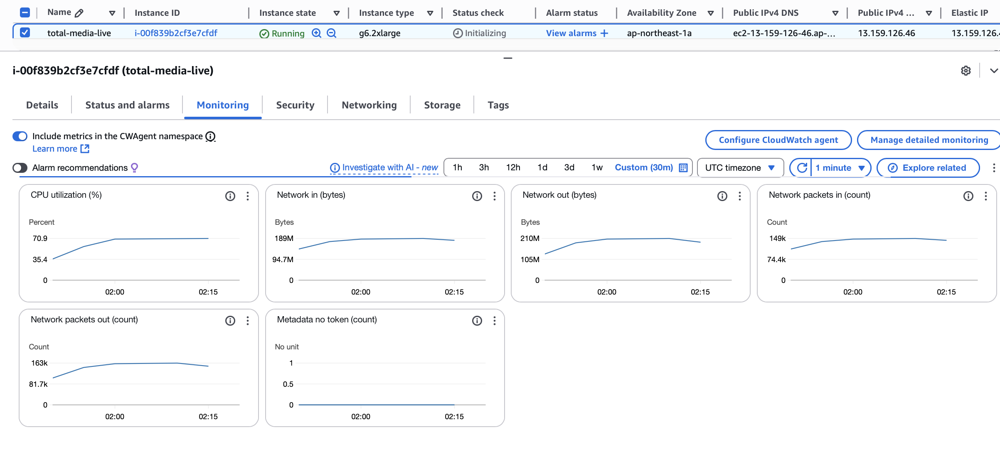 Name Instance ID Instance state Instance type Status check Alarm status Availability Zone Public IPv4 DNS Public IPv4 ... Elastic IP
total-media-live i-00f839b2cf3e7cfdf Running g6.2xlarge Initializing View alarms + ap-northeast-1a ec2-13-159-126-46.ap-... 13.159.126.46 13.159.126.
i-00f839b2cf3e7cfdf (total-media-live)
Details Status and alarms Monitoring Security Networking Storage Tags
Include metrics in the CWAgent namespace
Learn more
Configure CloudWatch agent Manage detailed monitoring
Alarm recommendations Investigate with AI - new 1h 3h 12h 1d 3d 1w Custom (30m) UTC timezone 1 minute Explore related
CPU utilization (%)
Percent
70.9
35.4
0
02:00 02:15
Network in (bytes)
Bytes
189M
94.7M
0
02:00 02:15
Network out (bytes)
Bytes
210M
105M
0
02:00 02:15
Network packets in (count)
Count
149k
74.4k
0
02:00 02:15
Network packets out (count)
Count
163k
81.7k
0
02:00 02:15
Metadata no token (count)
No unit
1
0.5
0
02:00 02:15